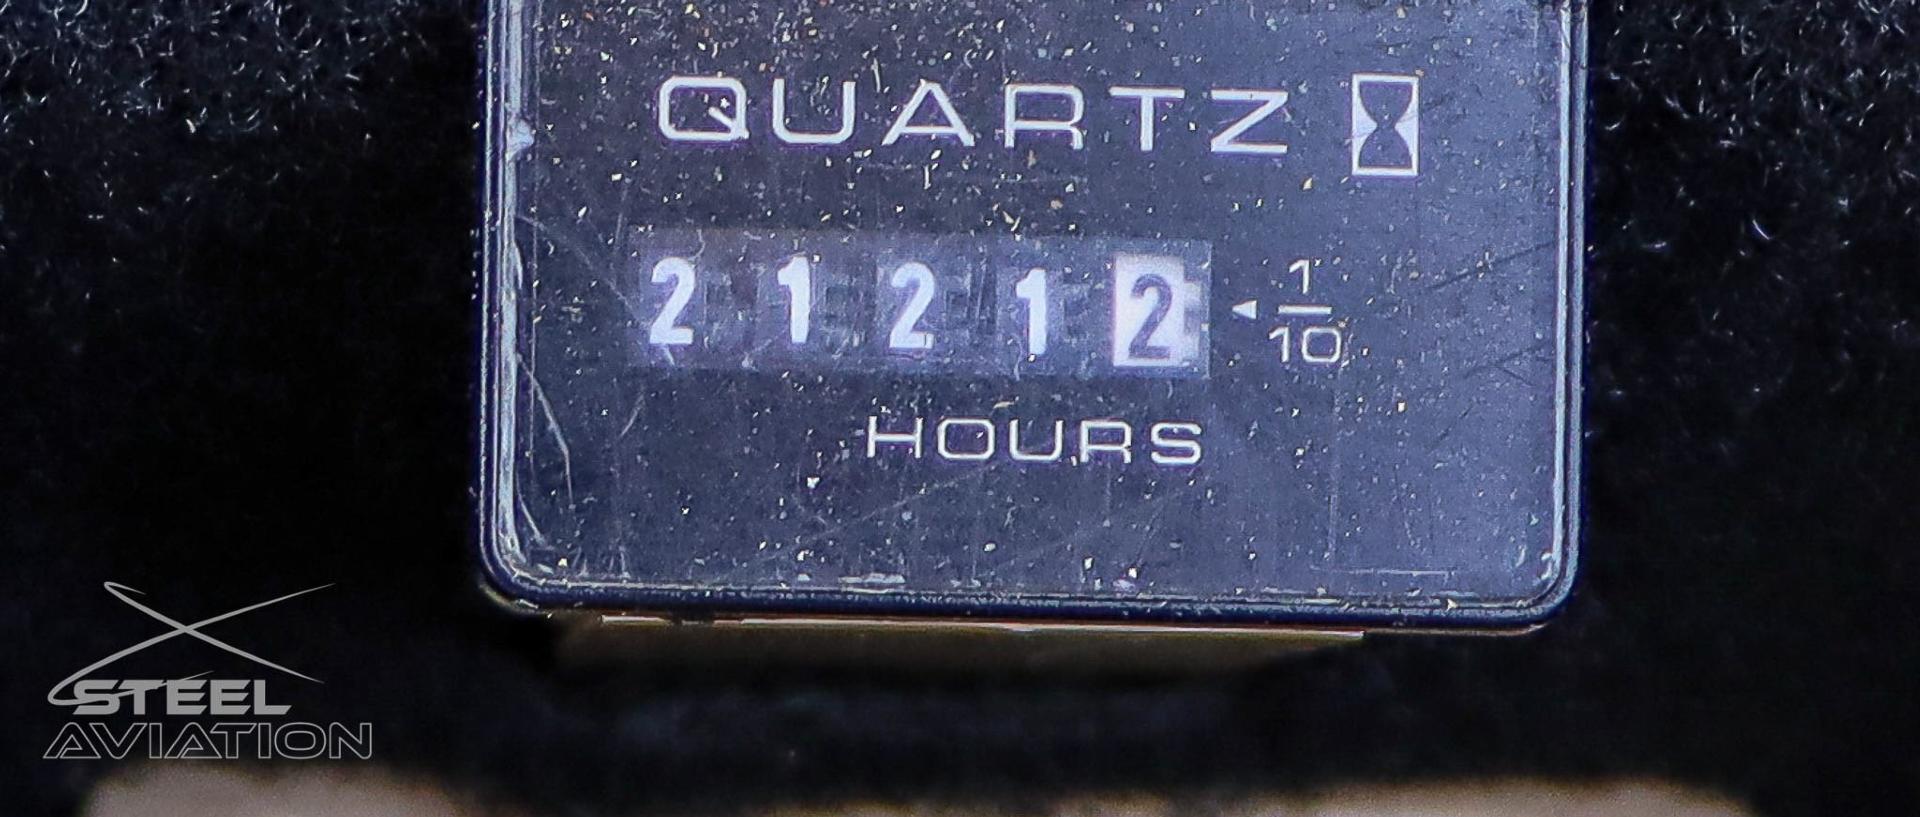 QUARTZ
21212 1/10
HOURS
STEEL
AVIATION